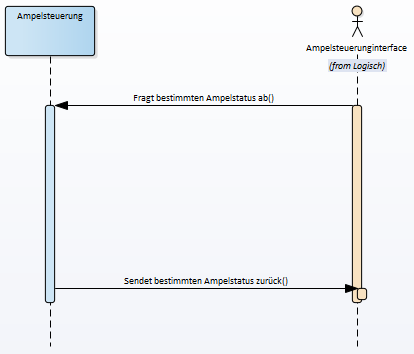 Ampelsteuerung
Ampelsteuerunginterface
(from Logisch)
Fragt bestimmten Ampelstatus ab()
Sendet bestimmten Ampelstatus zurück()